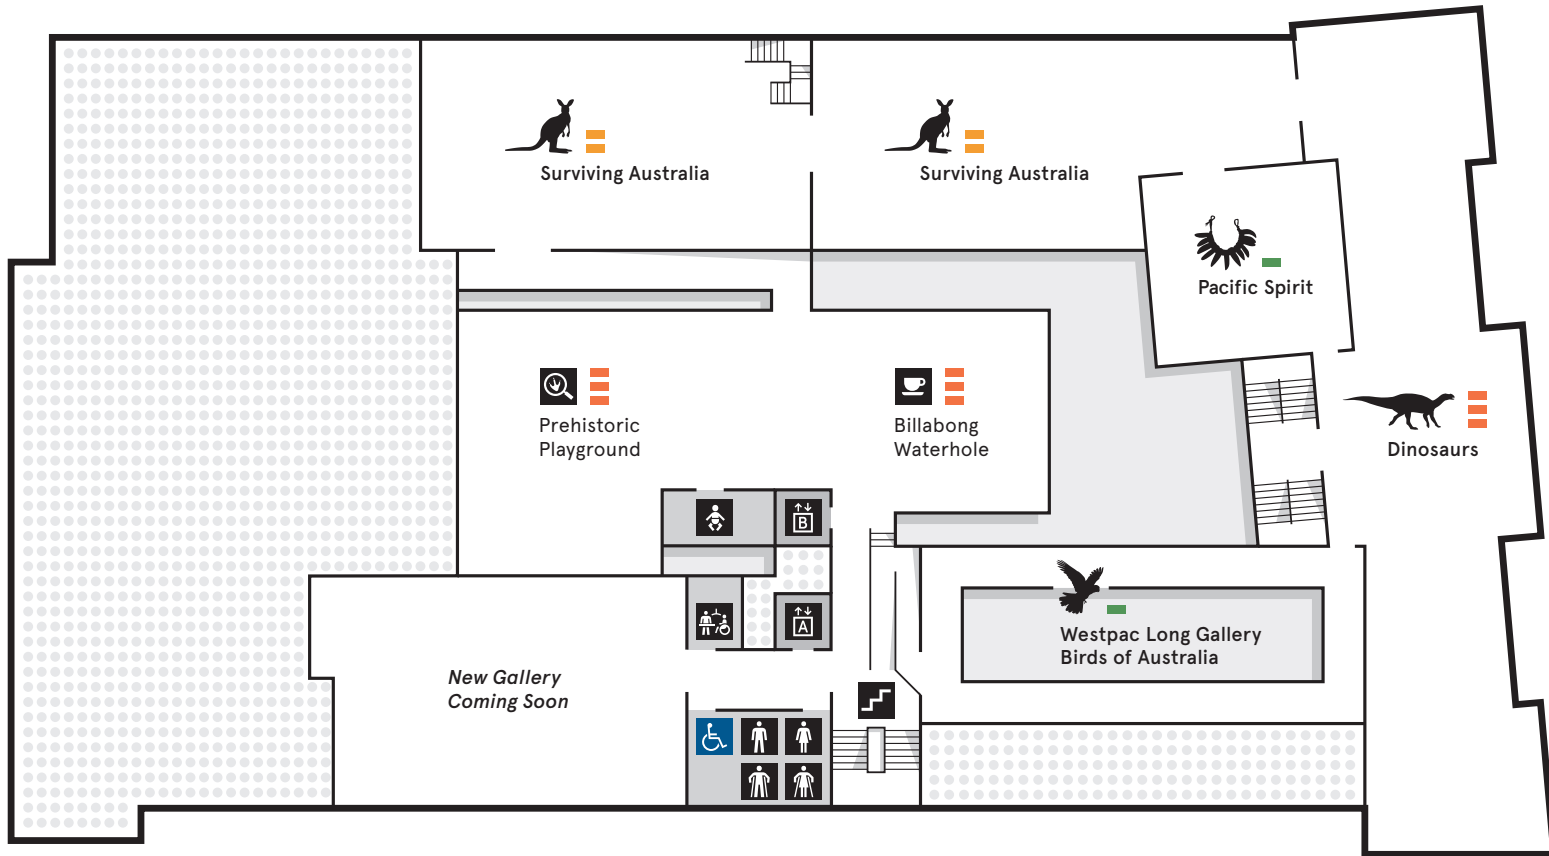 Surviving Australia
Surviving Australia
Pacific Spirit
Prehistoric
Playground
Billabong
Waterhole
Dinosaurs
B
A
Westpac Long Gallery
Birds of Australia
New Gallery
Coming Soon